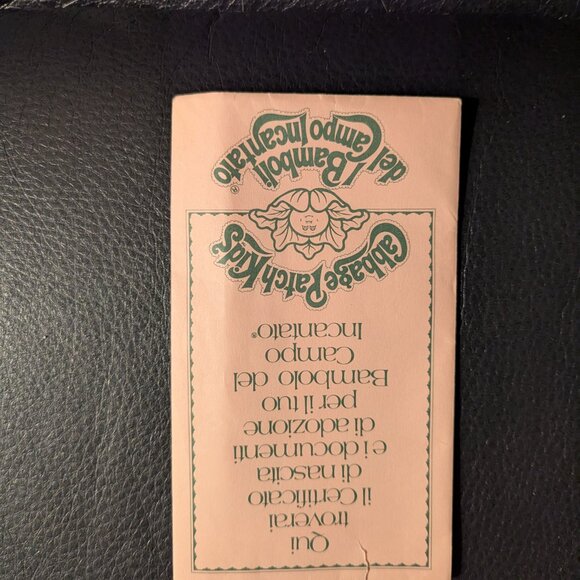 Qui
troverai
il Certificato
di nascita
e i documenti
di adozione
per il tuo
Bambolo del
Campo
Incantato®
Cabbage Patch Kids
I Bamboli
del Campo Incantato®